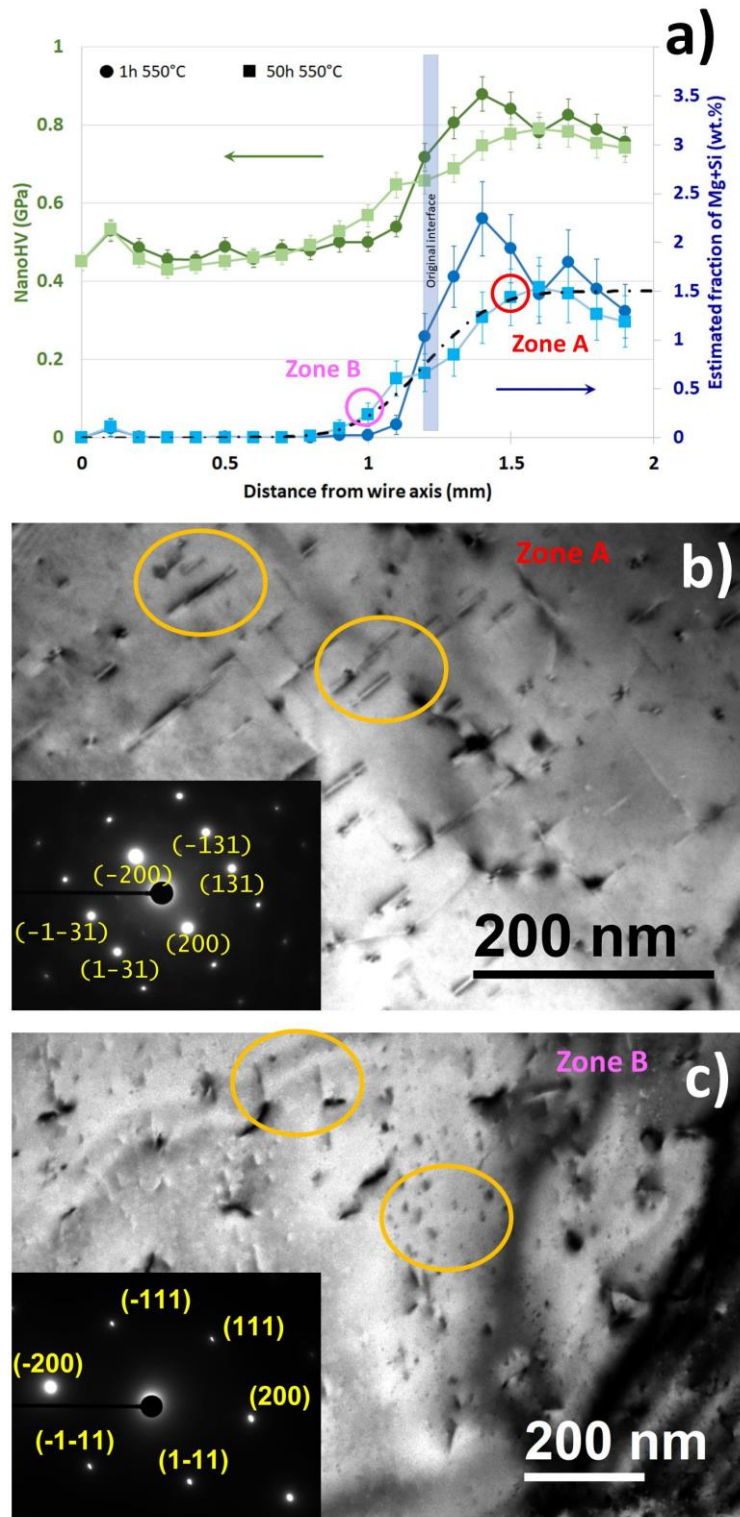 a)
1h 550°C
50h 550°C
1
0.8
0.6
0.4
0.2
0
NanoHV (GPa)
3.5
3
2.5
2
1.5
1
0.5
0
Estimated fraction of Mg+Si (wt.%)
Original interface
Zone B
Zone A
0
0.5
1
1.5
2
Distance from wire axis (mm)
Zone A
b)
(-131)
(-200)
(131)
(-1-31)
(200)
(1-31)
200 nm
Zone B
c)
(-111)
(111)
(-200)
(200)
(-1-11)
(1-11)
200 nm